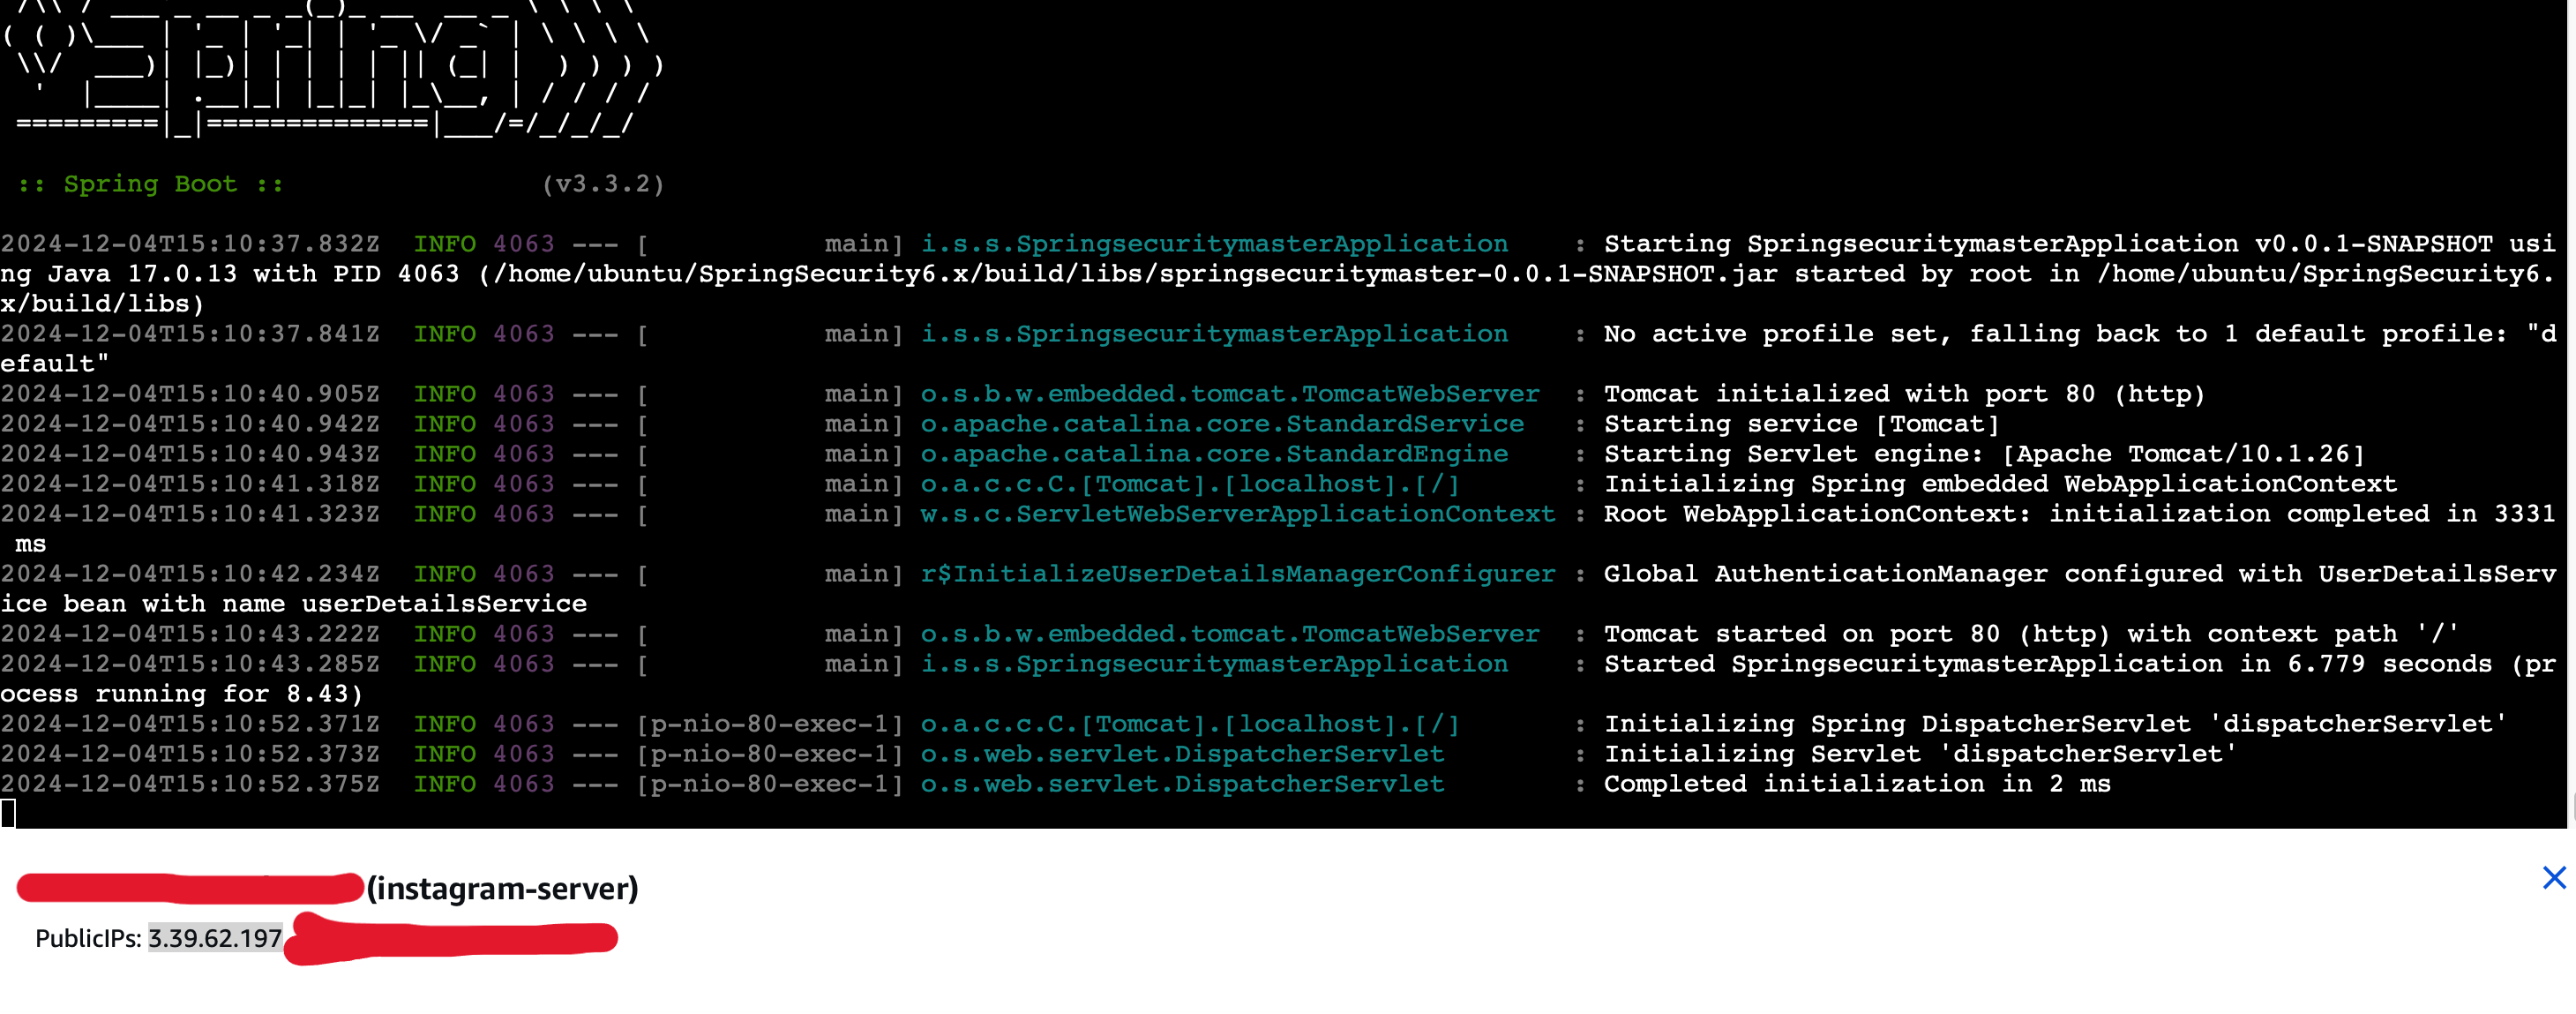 :: Spring Boot ::                (v3.3.2)
2024-12-04T15:10:37.832Z  INFO 4063 --- [           main] i.s.s.SpringsecuritymasterApplication    : Starting SpringsecuritymasterApplication v0.0.1-SNAPSHOT usi
ng Java 17.0.13 with PID 4063 (/home/ubuntu/SpringSecurity6.x/build/libs/springsecuritymaster-0.0.1-SNAPSHOT.jar started by root in /home/ubuntu/SpringSecurity6.
x/build/libs)
2024-12-04T15:10:37.841Z  INFO 4063 --- [           main] i.s.s.SpringsecuritymasterApplication    : No active profile set, falling back to 1 default profile: "d
efault"
2024-12-04T15:10:40.905Z  INFO 4063 --- [           main] o.s.b.w.embedded.tomcat.TomcatWebServer  : Tomcat initialized with port 80 (http)
2024-12-04T15:10:40.942Z  INFO 4063 --- [           main] o.apache.catalina.core.StandardService   : Starting service [Tomcat]
2024-12-04T15:10:40.943Z  INFO 4063 --- [           main] o.apache.catalina.core.StandardEngine    : Starting Servlet engine: [Apache Tomcat/10.1.26]
2024-12-04T15:10:41.318Z  INFO 4063 --- [           main] o.a.c.c.C.[Tomcat].[localhost].[/]       : Initializing Spring embedded WebApplicationContext
2024-12-04T15:10:41.323Z  INFO 4063 --- [           main] w.s.c.ServletWebServerApplicationContext : Root WebApplicationContext: initialization completed in 3331
 ms
2024-12-04T15:10:42.234Z  INFO 4063 --- [           main] r$InitializeUserDetailsManagerConfigurer : Global AuthenticationManager configured with UserDetailsServ
ice bean with name userDetailsService
2024-12-04T15:10:43.222Z  INFO 4063 --- [           main] o.s.b.w.embedded.tomcat.TomcatWebServer  : Tomcat started on port 80 (http) with context path '/'
2024-12-04T15:10:43.285Z  INFO 4063 --- [           main] i.s.s.SpringsecuritymasterApplication    : Started SpringsecuritymasterApplication in 6.779 seconds (pr
ocess running for 8.43)
2024-12-04T15:10:52.371Z  INFO 4063 --- [p-nio-80-exec-1] o.a.c.c.C.[Tomcat].[localhost].[/]       : Initializing Spring DispatcherServlet 'dispatcherServlet'
2024-12-04T15:10:52.373Z  INFO 4063 --- [p-nio-80-exec-1] o.s.web.servlet.DispatcherServlet        : Initializing Servlet 'dispatcherServlet'
2024-12-04T15:10:52.375Z  INFO 4063 --- [p-nio-80-exec-1] o.s.web.servlet.DispatcherServlet        : Completed initialization in 2 ms
(instagram-server)
PublicIPs: 3.39.62.197